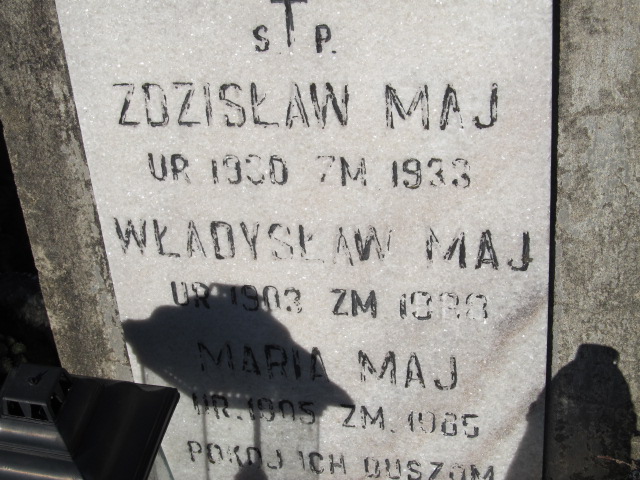 Ś P.
ZDZISŁAW MAJ
UR 1930 ZM 1933
WŁADYSŁAW MAJ
UR 1903 ZM
MARIA MAJ
UR. 1905 ZM. 1985
POKÓJ ICH DUSZOM